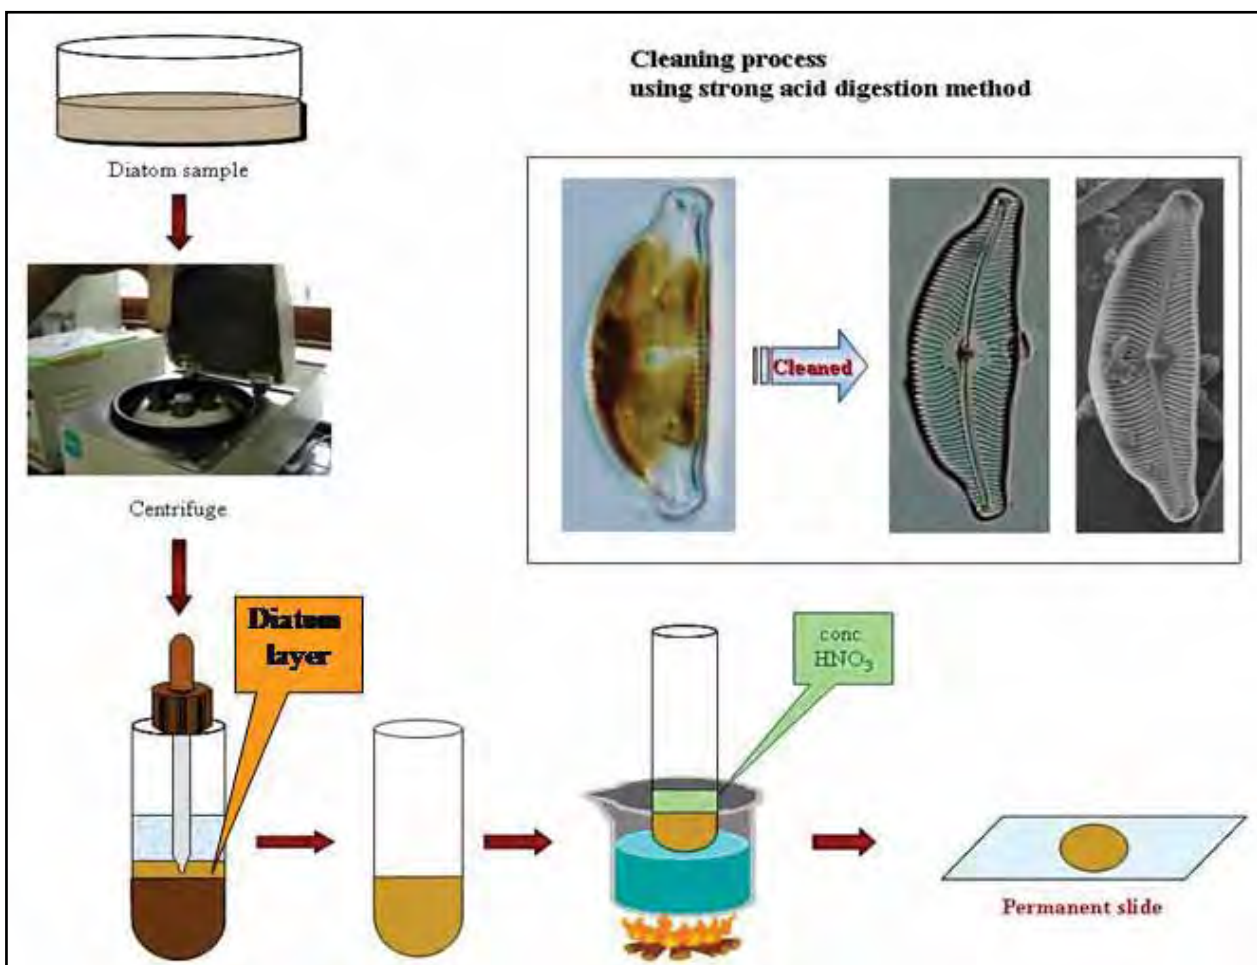 Cleaning process
using strong acid digestion method
Diatom sample
Cleaned
Centrifuge
Diatom
layer
conc.
HNO₃
Permanent slide